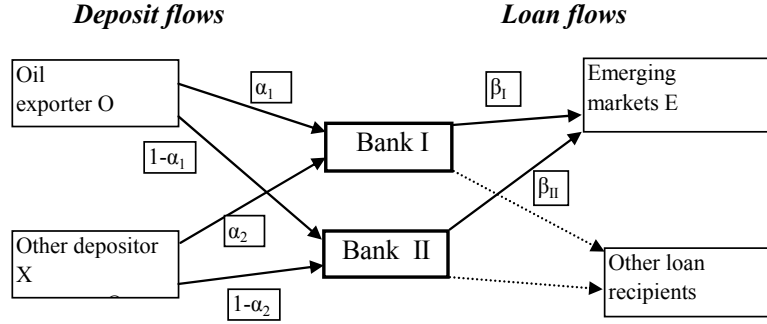 Deposit flows
Loan flows
Oil
exporter O
α1
βI
Emerging
markets E
Bank I
1-α1
βII
α2
Bank II
Other depositor
X
1-α2
Other loan
recipients